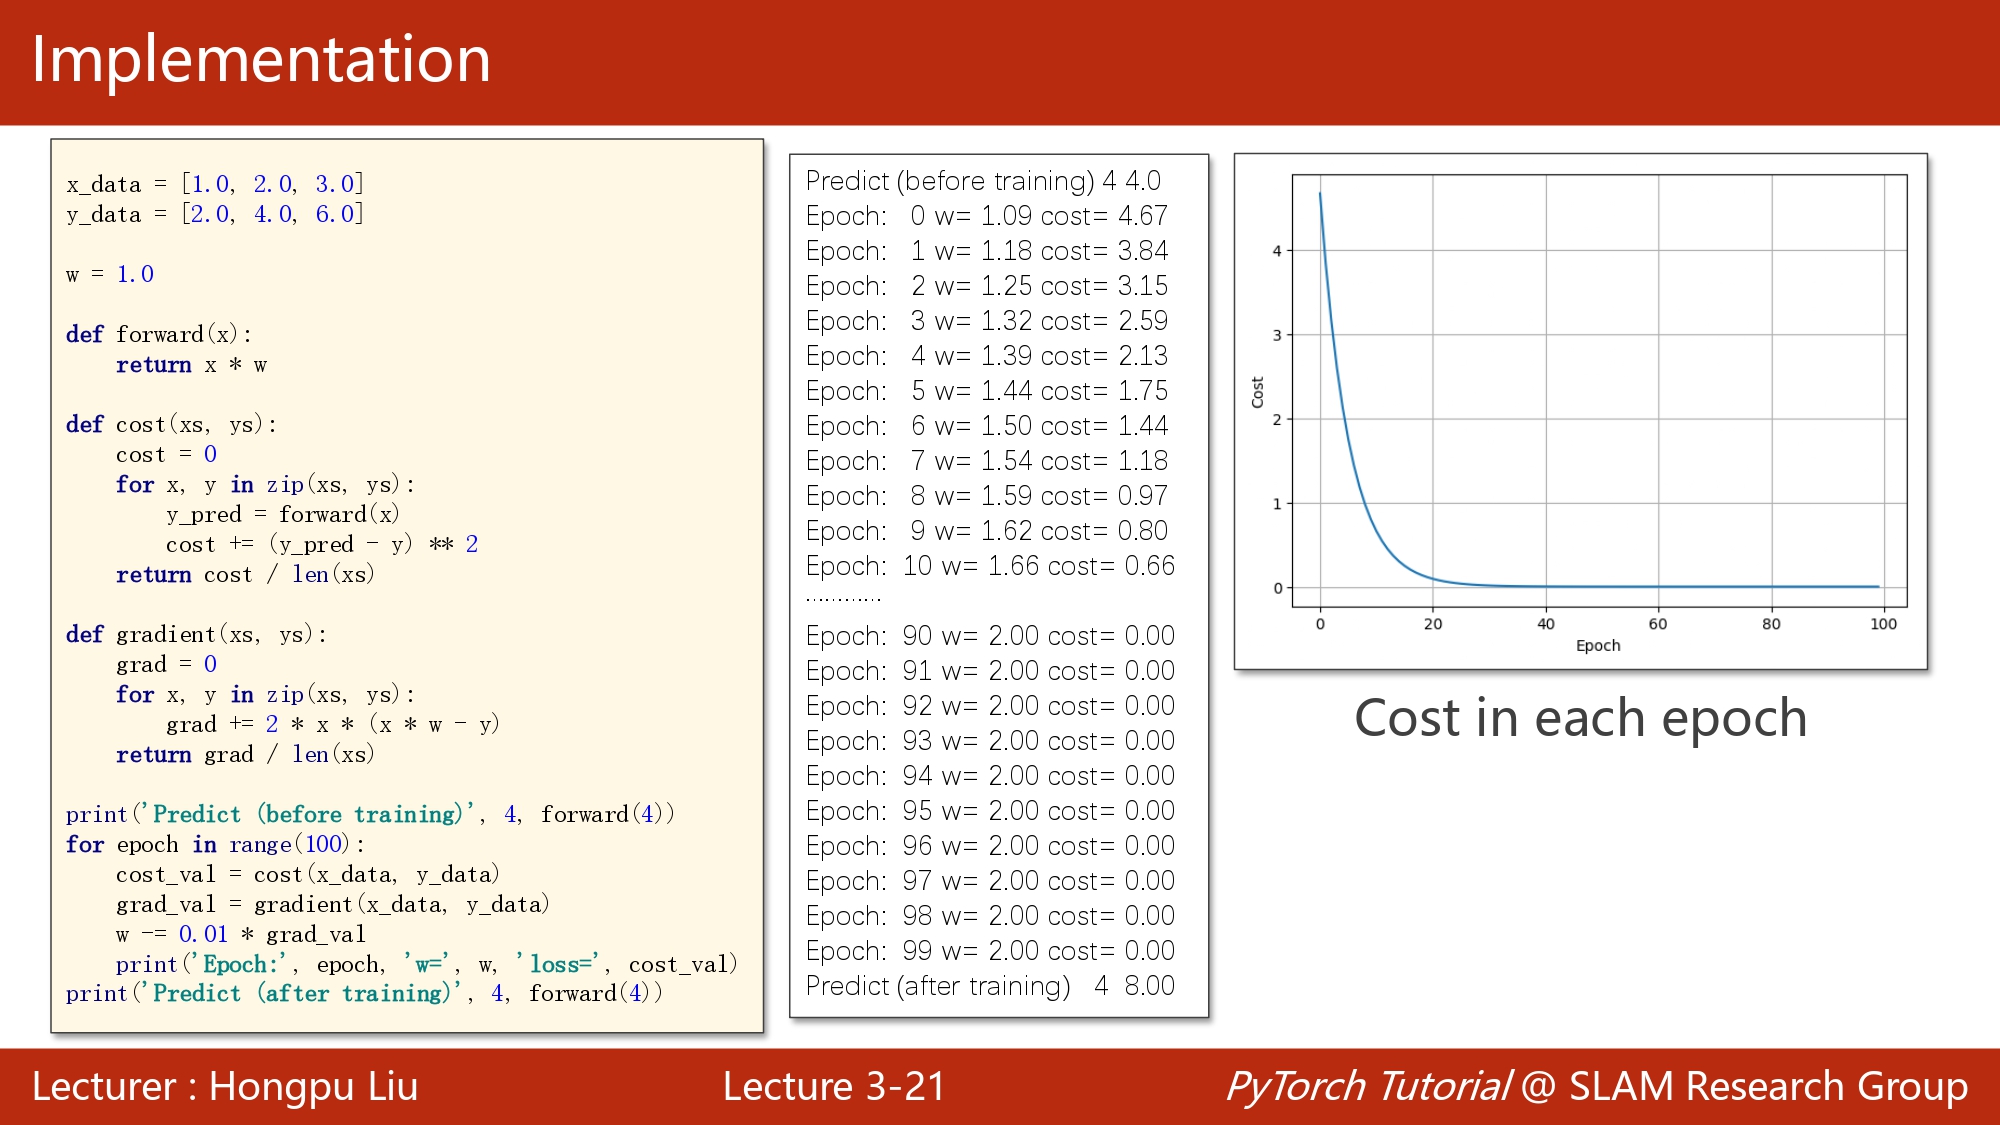 Implementation
x_data = [1.0, 2.0, 3.0]
y_data = [2.0, 4.0, 6.0]
w = 1.0
def forward(x):
    return x * w
def cost(xs, ys):
    cost = 0
    for x, y in zip(xs, ys):
        y_pred = forward(x)
        cost += (y_pred - y) ** 2
    return cost / len(xs)
def gradient(xs, ys):
    grad = 0
    for x, y in zip(xs, ys):
        grad += 2 * x * (x * w - y)
    return grad / len(xs)
print('Predict (before training)', 4, forward(4))
for epoch in range(100):
    cost_val = cost(x_data, y_data)
    grad_val = gradient(x_data, y_data)
    w -= 0.01 * grad_val
    print('Epoch:', epoch, 'w=', w, 'loss=', cost_val)
print('Predict (after training)', 4, forward(4))
Predict (before training) 4 4.0
Epoch: 0 w= 1.09 cost= 4.67
Epoch: 1 w= 1.18 cost= 3.84
Epoch: 2 w= 1.25 cost= 3.15
Epoch: 3 w= 1.32 cost= 2.59
Epoch: 4 w= 1.39 cost= 2.13
Epoch: 5 w= 1.44 cost= 1.75
Epoch: 6 w= 1.50 cost= 1.44
Epoch: 7 w= 1.54 cost= 1.18
Epoch: 8 w= 1.59 cost= 0.97
Epoch: 9 w= 1.62 cost= 0.80
Epoch: 10 w= 1.66 cost= 0.66
............
Epoch: 90 w= 2.00 cost= 0.00
Epoch: 91 w= 2.00 cost= 0.00
Epoch: 92 w= 2.00 cost= 0.00
Epoch: 93 w= 2.00 cost= 0.00
Epoch: 94 w= 2.00 cost= 0.00
Epoch: 95 w= 2.00 cost= 0.00
Epoch: 96 w= 2.00 cost= 0.00
Epoch: 97 w= 2.00 cost= 0.00
Epoch: 98 w= 2.00 cost= 0.00
Epoch: 99 w= 2.00 cost= 0.00
Predict (after training) 4 8.00
4
3
2
1
0
Cost
0 20 40 60 80 100
Epoch
Cost in each epoch
Lecturer : Hongpu Liu
Lecture 3-21
PyTorch Tutorial @ SLAM Research Group